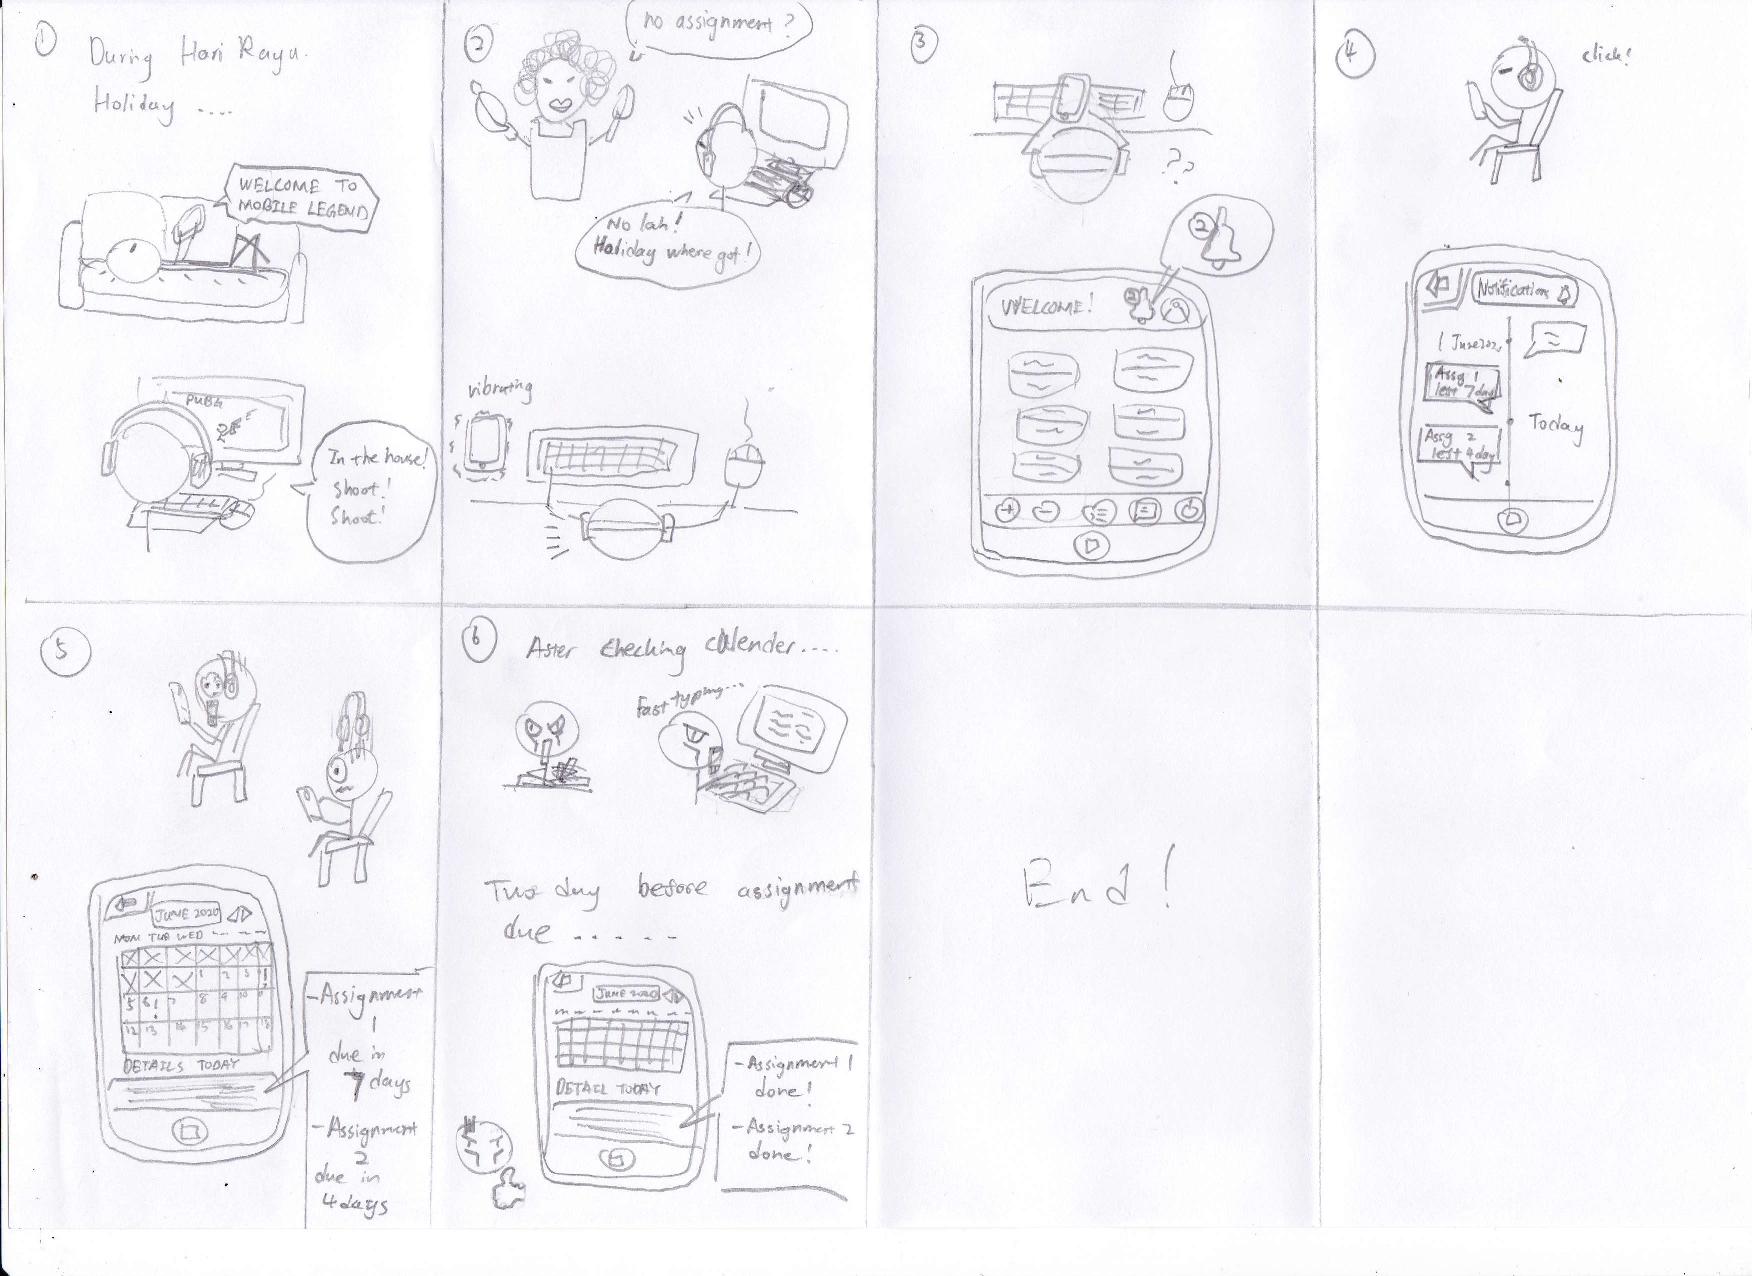 1
During Hari Raya
Holiday ....
WELCOME TO
MOBILE LEGEND
PUBG
In the house!
Shoot!
Shoot!
2
no assignment?
No lah!
Holiday where got!
vibrating
3
??
2
WELCOME!
2
4
click!
Notifications
1 June
Assg 1
left 7 day
Assg 2
left 4 day
Today
5
JUNE 2020
MON TUE WED
1 2 3 4
5 6! 7 8 9 10 11
12 13 14 15 16 17 18
DETAILS TODAY
-Assignment
1
due in
7 days
-Assignment
2
due in
4 days
6
After checking calender....
Fast typing...
Two day before assignment
due .....
JUNE 2020
DETAIL TODAY
-Assignment 1
done!
-Assignment 2
done!
End!